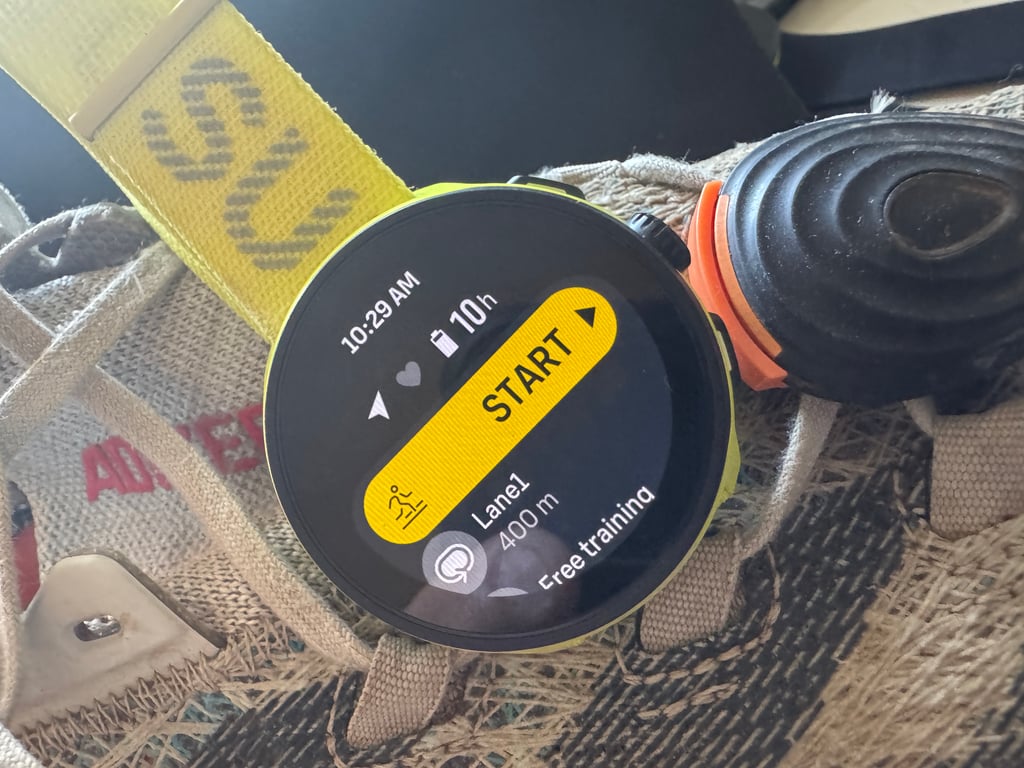 SU
10:29 AM
10h
START
Lane1
400 m
Free training